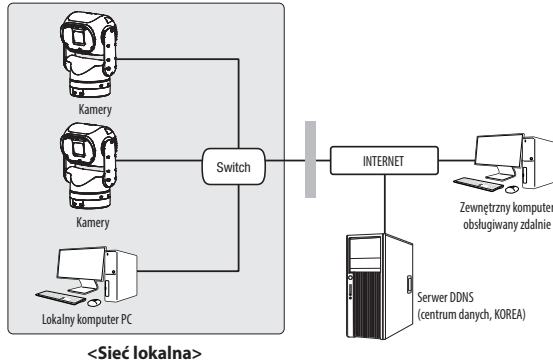 Kamery
Kamery
Lokalny komputer PC
Switch
INTERNET
Zewnętrzny komputer
obsługiwany zdalnie
Serwer DDNS
(centrum danych, KOREA)
<Sieć lokalna>